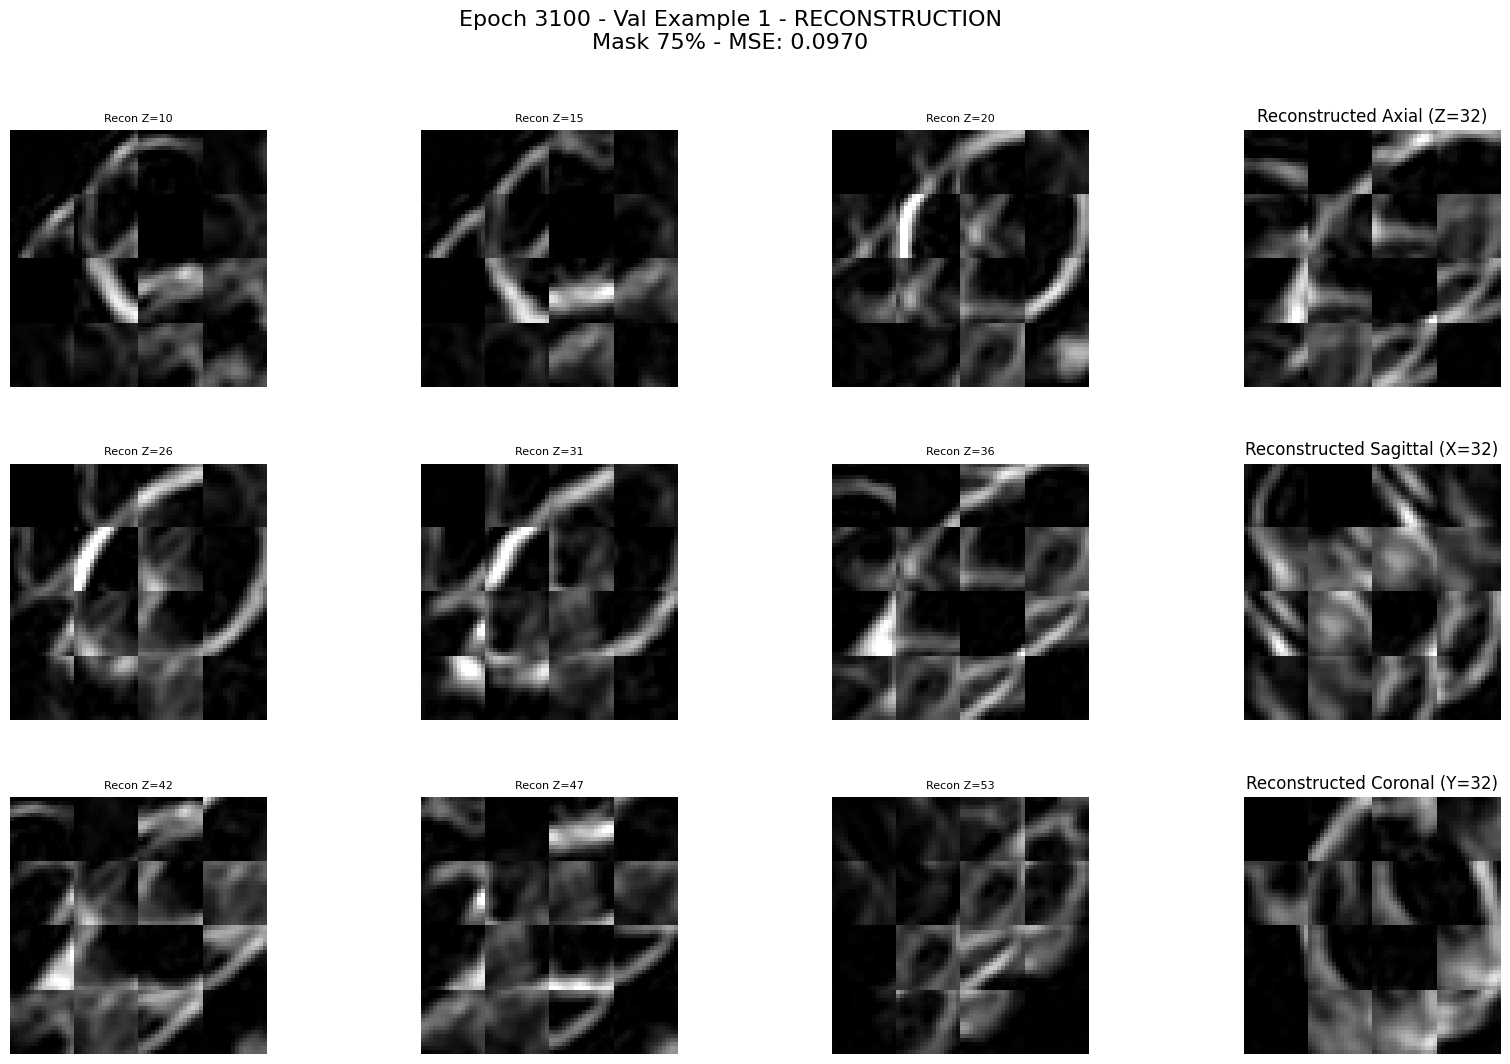 Epoch 3100 - Val Example 1 - RECONSTRUCTION
Mask 75% - MSE: 0.0970
Recon Z=10
Recon Z=15
Recon Z=20
Reconstructed Axial (Z=32)
Recon Z=26
Recon Z=31
Recon Z=36
Reconstructed Sagittal (X=32)
Recon Z=42
Recon Z=47
Recon Z=53
Reconstructed Coronal (Y=32)